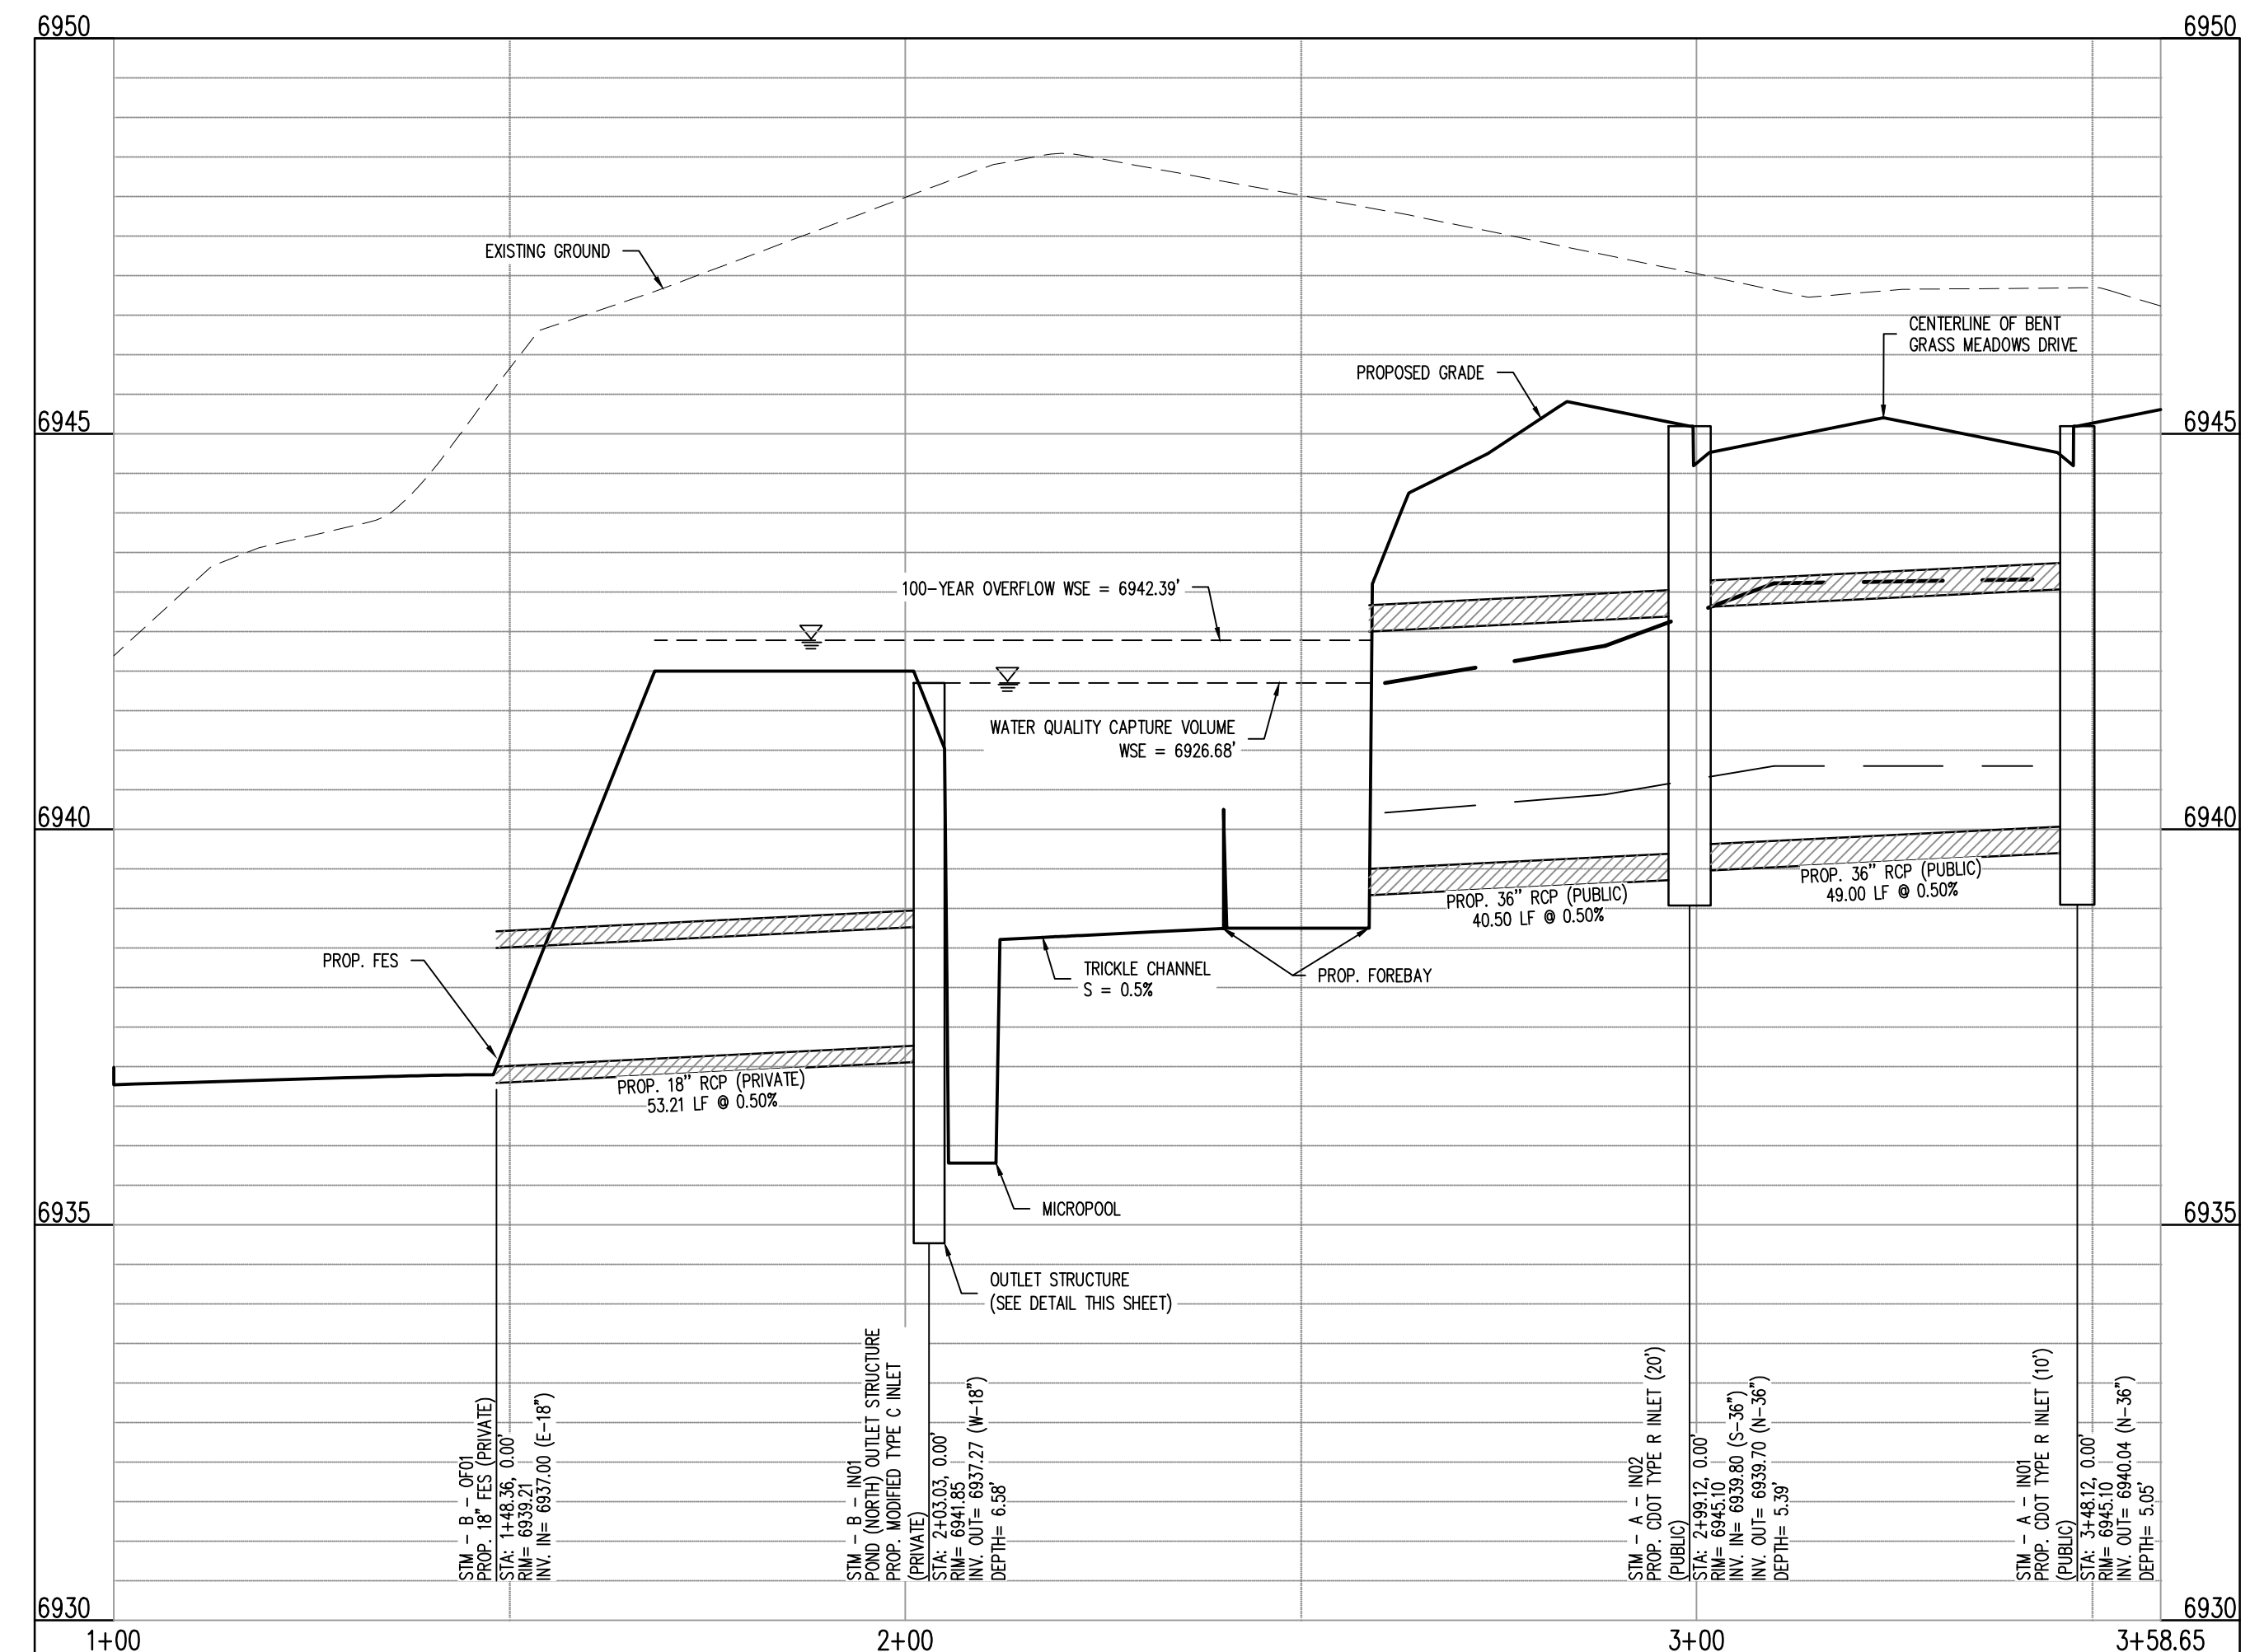 6950
6950
EXISTING GROUND
CENTERLINE OF BENT
GRASS MEADOWS DRIVE
PROPOSED GRADE
6945
6945
100-YEAR OVERFLOW WSE = 6942.39'
WATER QUALITY CAPTURE VOLUME
WSE = 6926.68'
6940
6940
PROP. 36" RCP (PUBLIC)
49.00 LF @ 0.50%
PROP. 36" RCP (PUBLIC)
40.50 LF @ 0.50%
PROP. FES
TRICKLE CHANNEL
S = 0.5%
PROP. FOREBAY
PROP. 18" RCP (PRIVATE)
53.21 LF @ 0.50%
MICROPOOL
6935
6935
OUTLET STRUCTURE
(SEE DETAIL THIS SHEET)
STM - B - OF01
PROP. 18" FES (PRIVATE)
STA: 1+48.36, 0.00'
RIM= 6939.21
INV. IN= 6937.00 (E-18")
STM - B - IN01
POND (NORTH) OUTLET STRUCTURE
PROP. MODIFIED TYPE C INLET
(PRIVATE)
STA: 2+03.03, 0.00'
RIM= 6941.85
INV. OUT= 6937.27 (W-18")
DEPTH= 6.58'
STM - A - IN02
PROP. CDOT TYPE R INLET (20')
(PUBLIC)
STA: 2+99.12, 0.00'
RIM= 6945.10
INV. IN= 6939.80 (S-36")
INV. OUT= 6939.70 (N-36")
DEPTH= 5.39'
STM - A - IN01
PROP. CDOT TYPE R INLET (10')
(PUBLIC)
STA: 3+48.12, 0.00'
RIM= 6945.10
INV. OUT= 6940.04 (N-36")
DEPTH= 5.05'
6930
6930
1+00
2+00
3+00
3+58.65